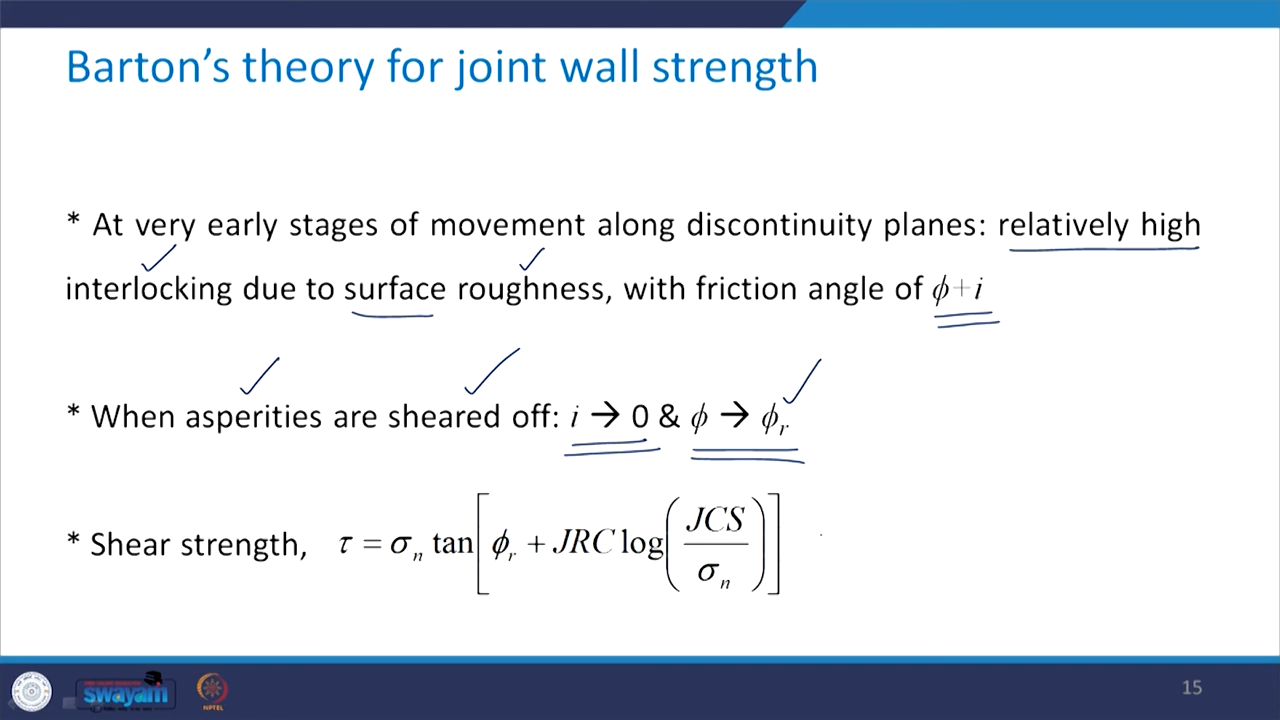 Barton's theory for joint wall strength
* At very early stages of movement along discontinuity planes: relatively high
interlocking due to surface roughness, with friction angle of ϕ+i
* When asperities are sheared off: i → 0 & ϕ → ϕᵣ
* Shear strength, τ = σₙ tan[ϕᵣ + JRC log(JCS/σₙ)]
swayam
NPTEL
15